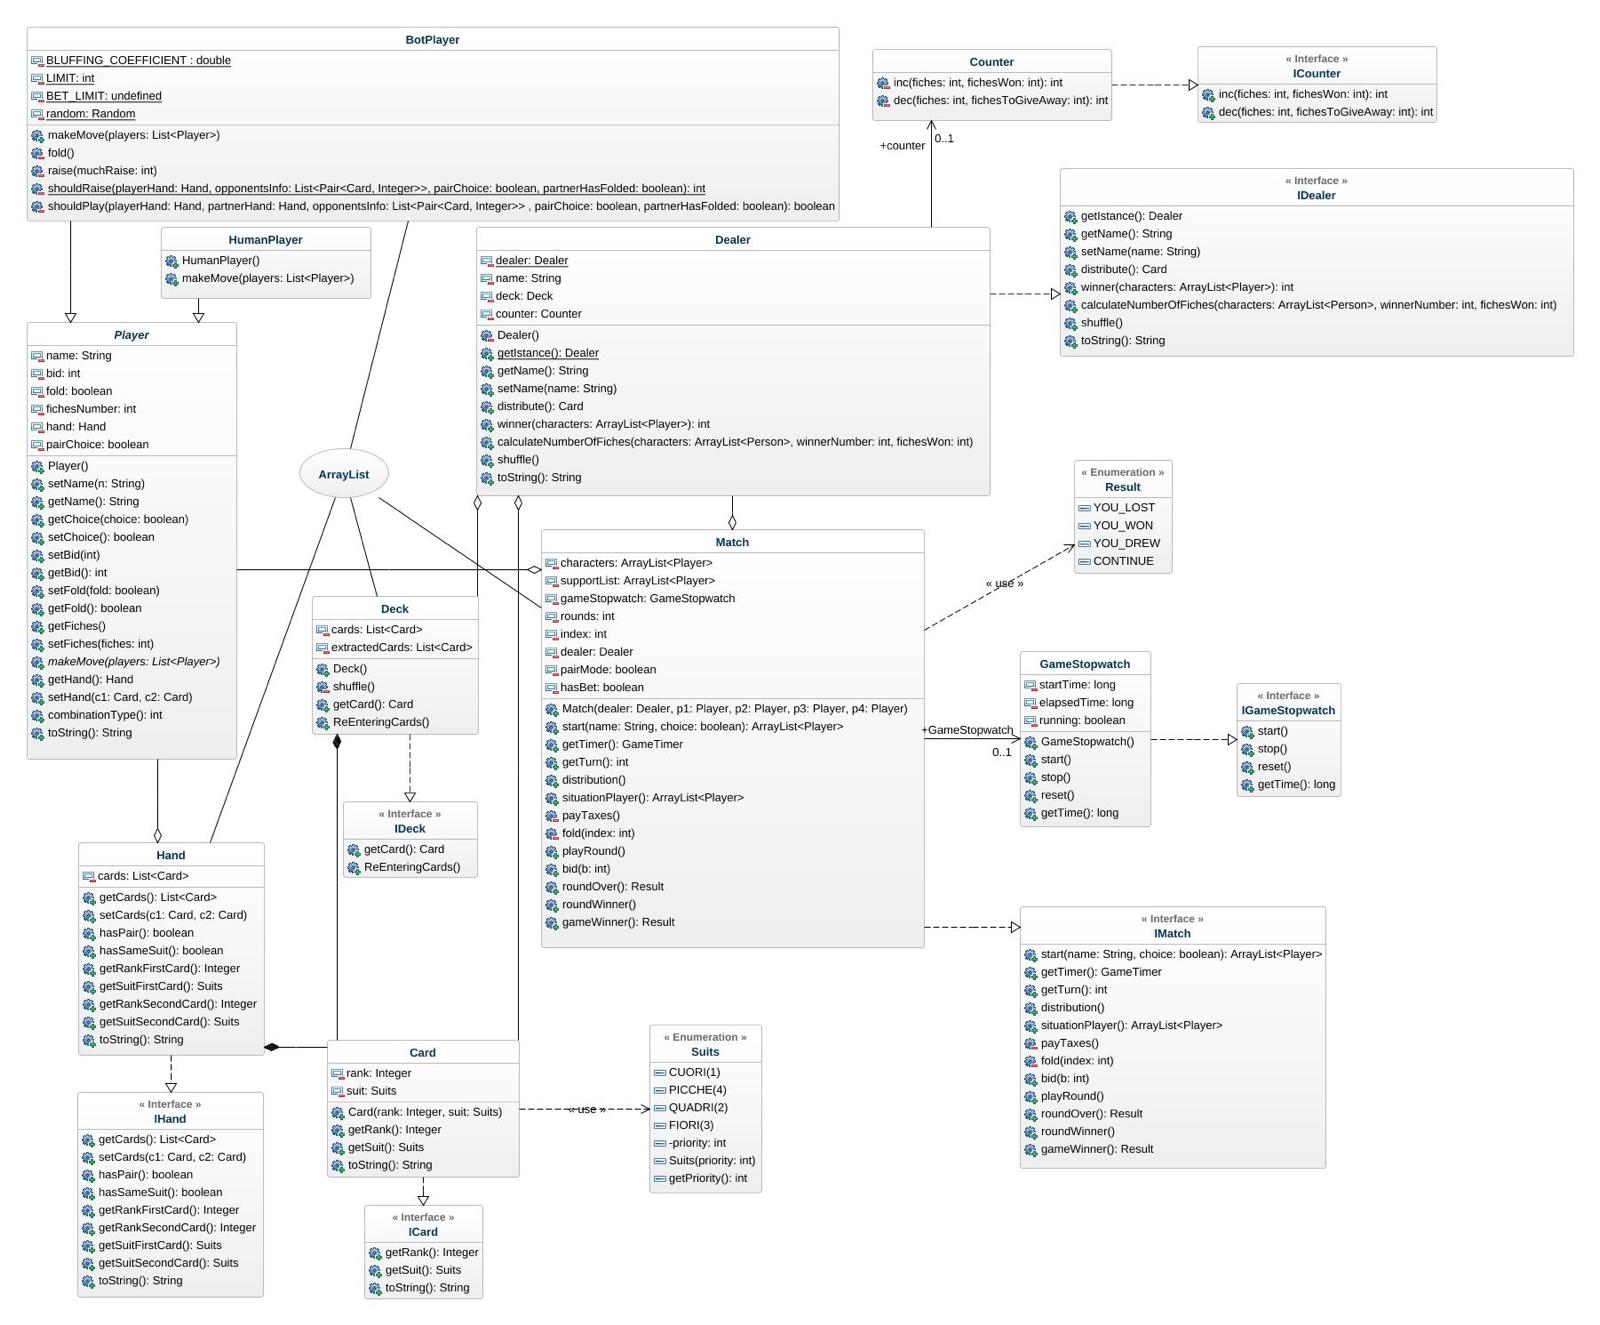 BotPlayer
BLUFFING_COEFFICIENT : double
LIMIT: int
BET_LIMIT: undefined
random: Random
makeMove(players: List<Player>)
fold()
raise(muchRaise: int)
shouldRaise(playerHand: Hand, opponentsInfo: List<Pair<Card, Integer>>, pairChoice: boolean, partnerHasFolded: boolean): int
shouldPlay(playerHand: Hand, partnerHand: Hand, opponentsInfo: List<Pair<Card, Integer>> , pairChoice: boolean, partnerHasFolded: boolean): boolean
Counter
inc(fiches: int, fichesWon: int): int
dec(fiches: int, fichesToGiveAway: int): int
« Interface »
ICounter
inc(fiches: int, fichesWon: int): int
dec(fiches: int, fichesToGiveAway: int): int
+counter
0..1
HumanPlayer
HumanPlayer()
makeMove(players: List<Player>)
Dealer
dealer: Dealer
name: String
deck: Deck
counter: Counter
Dealer()
getIstance(): Dealer
getName(): String
setName(name: String)
distribute(): Card
winner(characters: ArrayList<Player>): int
calculateNumberOfFiches(characters: ArrayList<Person>, winnerNumber: int, fichesWon: int)
shuffle()
toString(): String
« Interface »
IDealer
getIstance(): Dealer
getName(): String
setName(name: String)
distribute(): Card
winner(characters: ArrayList<Player>): int
calculateNumberOfFiches(characters: ArrayList<Person>, winnerNumber: int, fichesWon: int)
shuffle()
toString(): String
Player
name: String
bid: int
fold: boolean
fichesNumber: int
hand: Hand
pairChoice: boolean
Player()
setName(n: String)
getName(): String
getChoice(choice: boolean)
setChoice(): boolean
setBid(int)
getBid(): int
setFold(fold: boolean)
getFold(): boolean
getFiches()
setFiches(fiches: int)
makeMove(players: List<Player>)
getHand(): Hand
setHand(c1: Card, c2: Card)
combinationType(): int
toString(): String
ArrayList
« Enumeration »
Result
YOU_LOST
YOU_WON
YOU_DREW
CONTINUE
« use »
Match
characters: ArrayList<Player>
supportList: ArrayList<Player>
gameStopwatch: GameStopwatch
rounds: int
index: int
dealer: Dealer
pairMode: boolean
hasBet: boolean
Match(dealer: Dealer, p1: Player, p2: Player, p3: Player, p4: Player)
start(name: String, choice: boolean): ArrayList<Player>
getTimer(): GameTimer
getTurn(): int
distribution()
situationPlayer(): ArrayList<Player>
payTaxes()
fold(index: int)
playRound()
bid(b: int)
roundOver(): Result
roundWinner()
gameWinner(): Result
Deck
cards: List<Card>
extractedCards: List<Card>
Deck()
shuffle()
getCard(): Card
ReEnteringCards()
+GameStopwatch
0..1
GameStopwatch
startTime: long
elapsedTime: long
running: boolean
GameStopwatch()
start()
stop()
reset()
getTime(): long
« Interface »
IGameStopwatch
start()
stop()
reset()
getTime(): long
« Interface »
IDeck
getCard(): Card
ReEnteringCards()
Hand
cards: List<Card>
getCards(): List<Card>
setCards(c1: Card, c2: Card)
hasPair(): boolean
hasSameSuit(): boolean
getRankFirstCard(): Integer
getSuitFirstCard(): Suits
getRankSecondCard(): Integer
getSuitSecondCard(): Suits
toString(): String
« Interface »
IMatch
start(name: String, choice: boolean): ArrayList<Player>
getTimer(): GameTimer
getTurn(): int
distribution()
situationPlayer(): ArrayList<Player>
payTaxes()
fold(index: int)
bid(b: int)
playRound()
roundOver(): Result
roundWinner()
gameWinner(): Result
Card
rank: Integer
suit: Suits
Card(rank: Integer, suit: Suits)
getRank(): Integer
getSuit(): Suits
toString(): String
« use »
« Enumeration »
Suits
CUORI(1)
PICCHE(4)
QUADRI(2)
FIORI(3)
-priority: int
Suits(priority: int)
getPriority(): int
« Interface »
IHand
getCards(): List<Card>
setCards(c1: Card, c2: Card)
hasPair(): boolean
hasSameSuit(): boolean
getRankFirstCard(): Integer
getRankSecondCard(): Integer
getSuitFirstCard(): Suits
getSuitSecondCard(): Suits
toString(): String
« Interface »
ICard
getRank(): Integer
getSuit(): Suits
toString(): String